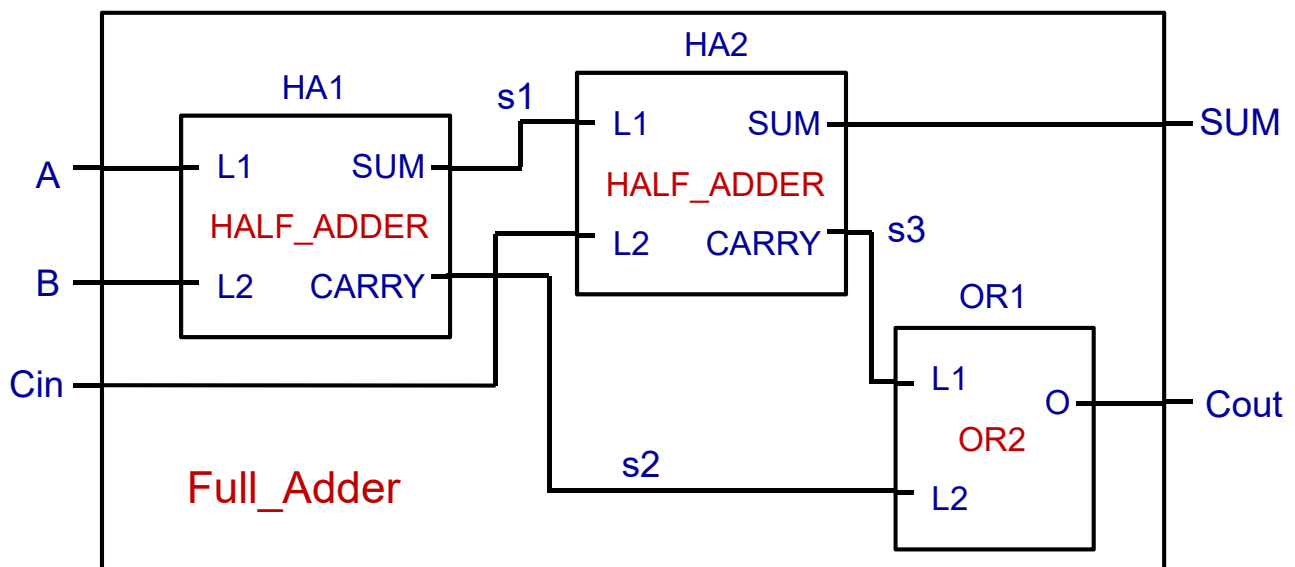 HA2
HA1
s1
L1 SUM
SUM
A
L1 SUM
HALF_ADDER
HALF_ADDER
s3
L2 CARRY
B
L2 CARRY
OR1
Cin
L1
O
Cout
OR2
s2
Full_Adder
L2